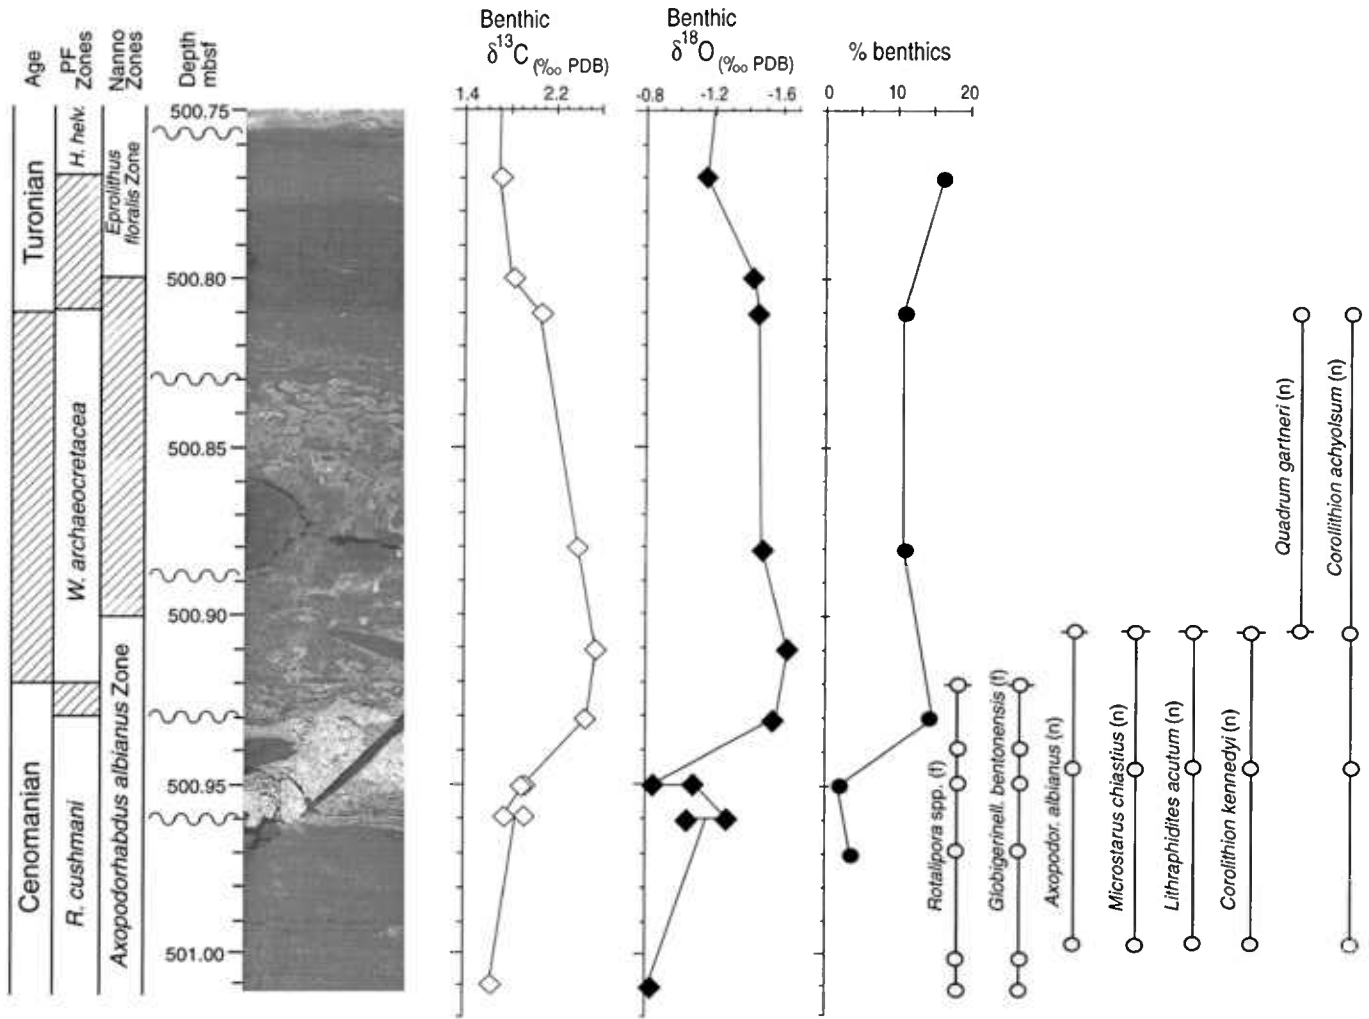 Age
PF
Zones
Nanno
Zones
Depth
mbsf
Benthic
δ13C (‰ PDB)
Benthic
δ18O (‰ PDB)
% benthics
1.4 2.2
-0.8 -1.2 -1.6
0 10 20
Turonian
Cenomanian
H. helv.
W. archaeocretacea
R. cushmani
Eprolithus
floralis Zone
Axopodorhabdus albianus Zone
500.75
500.80
500.85
500.90
500.95
501.00
Rotalipora spp. (f)
Globigerinell. bentonensis (f)
Axopodor. albianus (n)
Microstarus chiastius (n)
Lithraphidites acutum (n)
Corolithion kennedyi (n)
Quadrum gartneri (n)
Corollithion achyolsum (n)